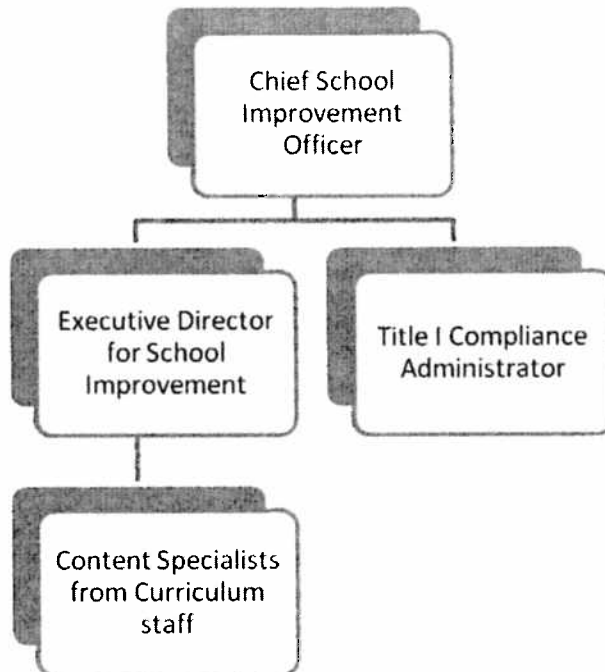 Chief School
Improvement
Officer
Executive Director
for School
Improvement
Title I Compliance
Administrator
Content Specialists
from Curriculum
staff